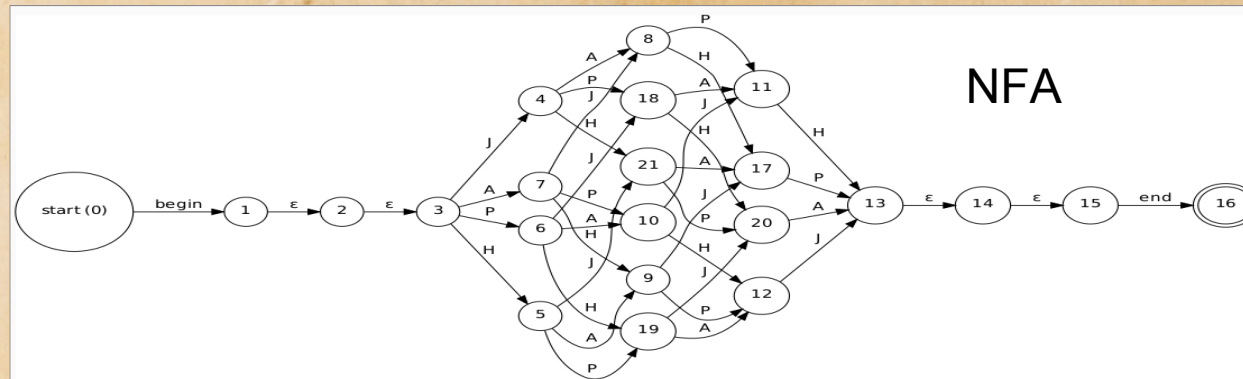 NFA
start (0)
begin
1
ε
2
ε
3
J
A
P
H
4
7
6
5
A
P
J
H
J
P
A
H
J
H
A
P
8
18
21
10
9
19
P
H
A
J
H
A
J
P
H
J
P
A
11
17
20
12
H
P
A
J
13
ε
14
ε
15
end
16